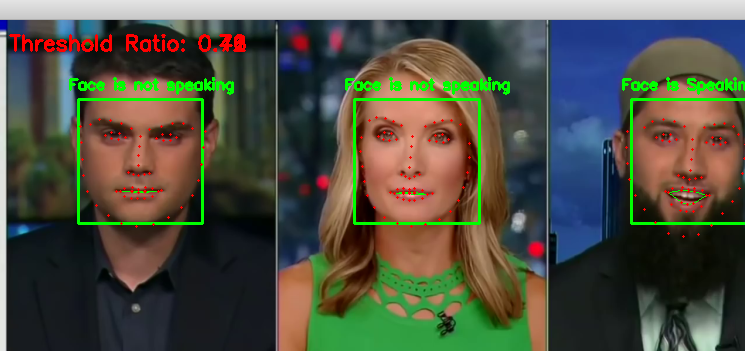 Threshold Ratio:
Face is not speaking
Face is not speaking
Face is Speakin